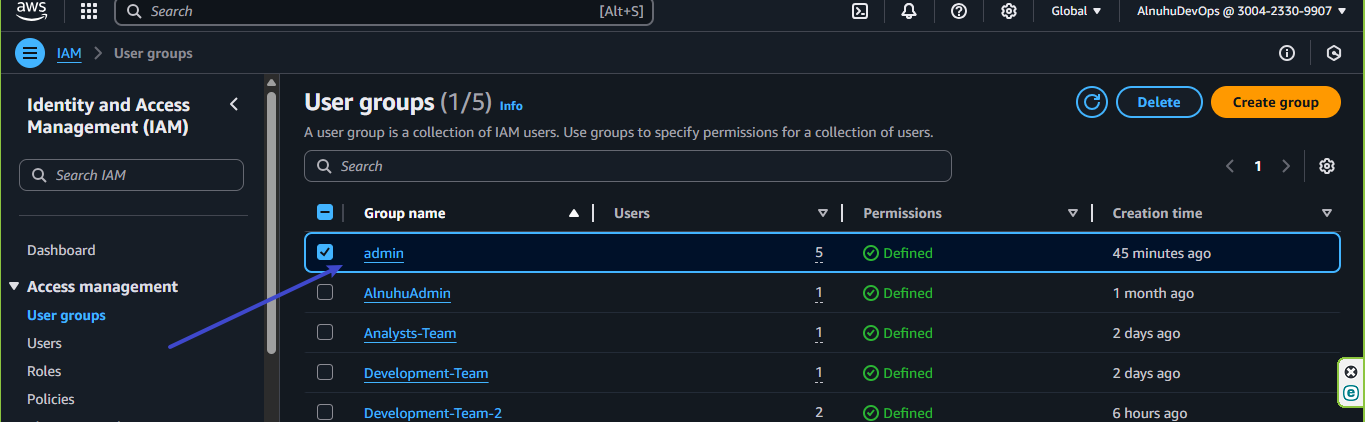 aws
Search
[Alt+S]
Global
AlnuhuDevOps @ 3004-2330-9907
IAM
User groups
Identity and Access
Management (IAM)
Search IAM
Dashboard
Access management
User groups
Users
Roles
Policies
User groups (1/5) Info
Delete
Create group
A user group is a collection of IAM users. Use groups to specify permissions for a collection of users.
Search
1
Group name Users Permissions Creation time
admin 5 Defined 45 minutes ago
AlnuhuAdmin 1 Defined 1 month ago
Analysts-Team 1 Defined 2 days ago
Development-Team 1 Defined 2 days ago
Development-Team-2 2 Defined 6 hours ago
e